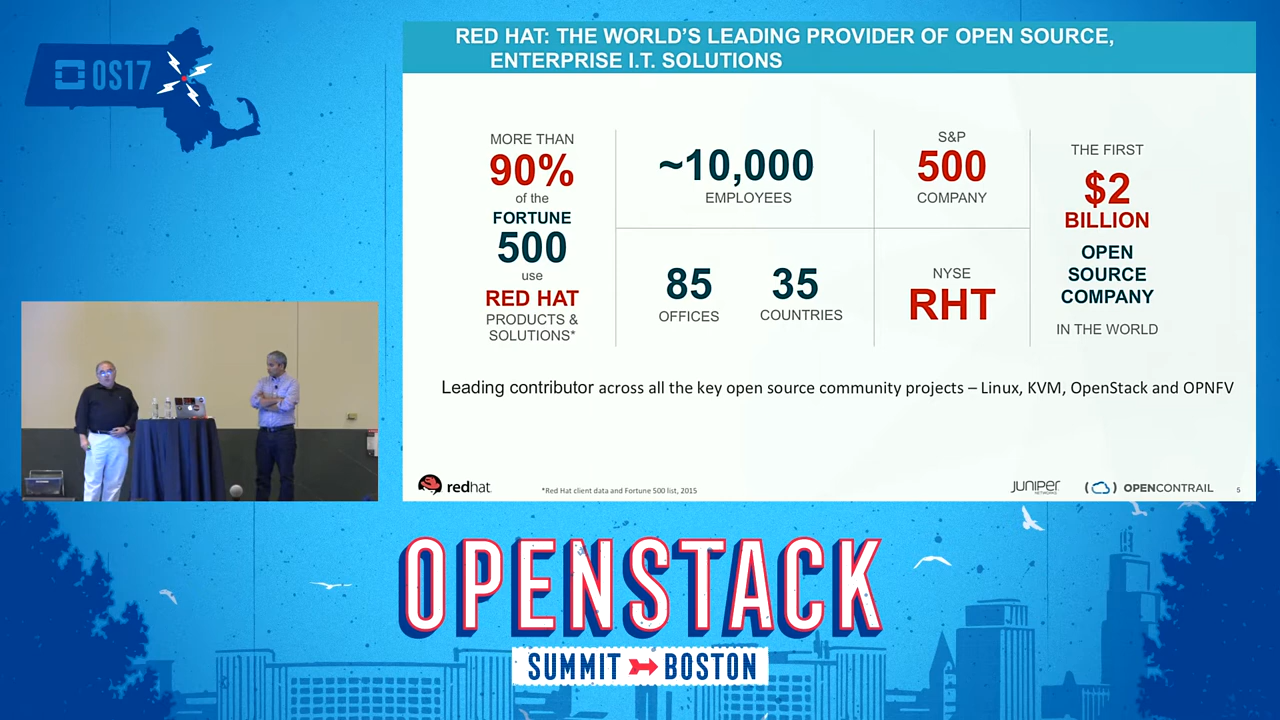 OS17
RED HAT: THE WORLD'S LEADING PROVIDER OF OPEN SOURCE,
ENTERPRISE I.T. SOLUTIONS
MORE THAN
90%
of the
FORTUNE
500
use
RED HAT
PRODUCTS &
SOLUTIONS*
~10,000
EMPLOYEES
85
OFFICES
35
COUNTRIES
S&P
500
COMPANY
NYSE
RHT
THE FIRST
$2
BILLION
OPEN
SOURCE
COMPANY
IN THE WORLD
Leading contributor across all the key open source community projects – Linux, KVM, OpenStack and OPNFV
redhat.
*Red Hat client data and Fortune 500 list, 2015
JUNIPER
NETWORKS
OPENCONTRAIL
5
OPENSTACK
SUMMIT BOSTON